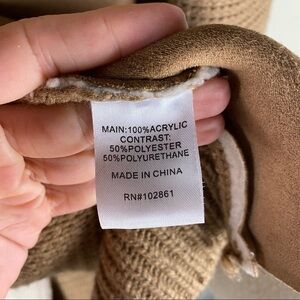 MAIN:100%ACRYLIC
CONTRAST:
50%POLYESTER
50%POLYURETHANE
MADE IN CHINA
RN#102861